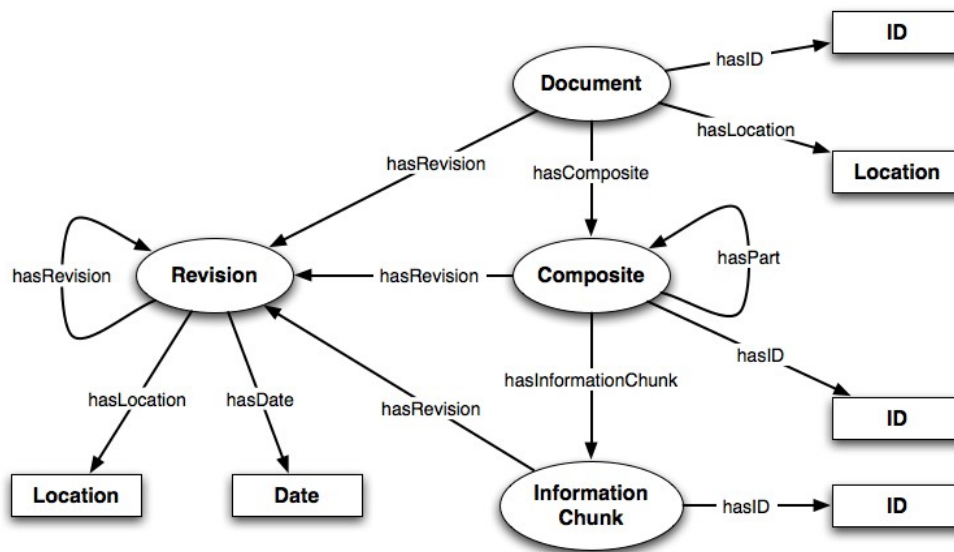 ID
hasID
Document
hasLocation
hasRevision
hasComposite
Location
hasRevision
Revision
hasRevision
Composite
hasPart
hasID
hasInformationChunk
hasLocation
hasDate
hasRevision
ID
Location
Date
Information
Chunk
hasID
ID